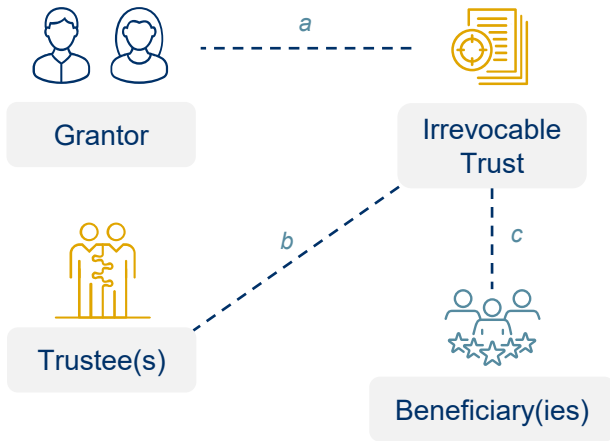 a
Grantor
Irrevocable
Trust
b
c
Trustee(s)
Beneficiary(ies)